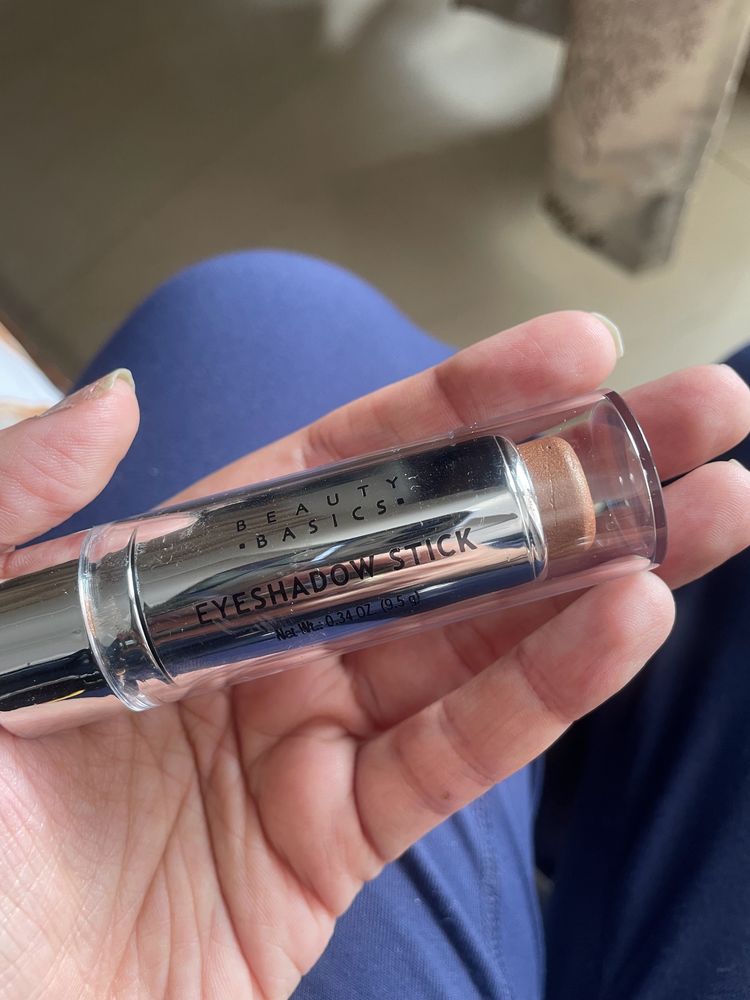 BEAUTY
▪BASICS▪
EYESHADOW STICK
Net Wt.: 0.34 OZ. (9.5 g)